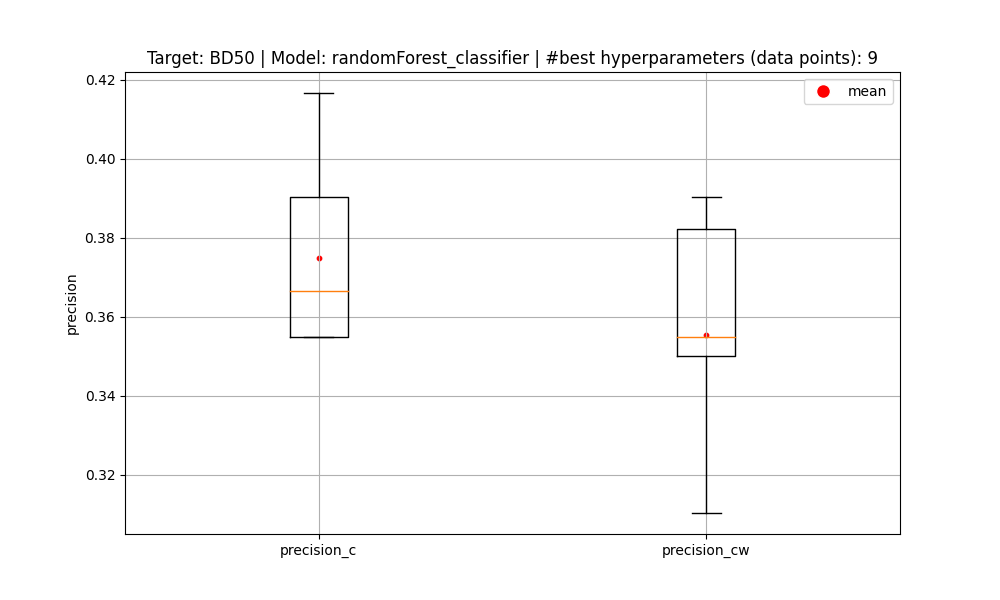 Target: BD50 | Model: randomForest_classifier | #best hyperparameters (data points): 9
mean
0.42
0.40
0.38
0.36
0.34
0.32
precision
precision_c
precision_cw